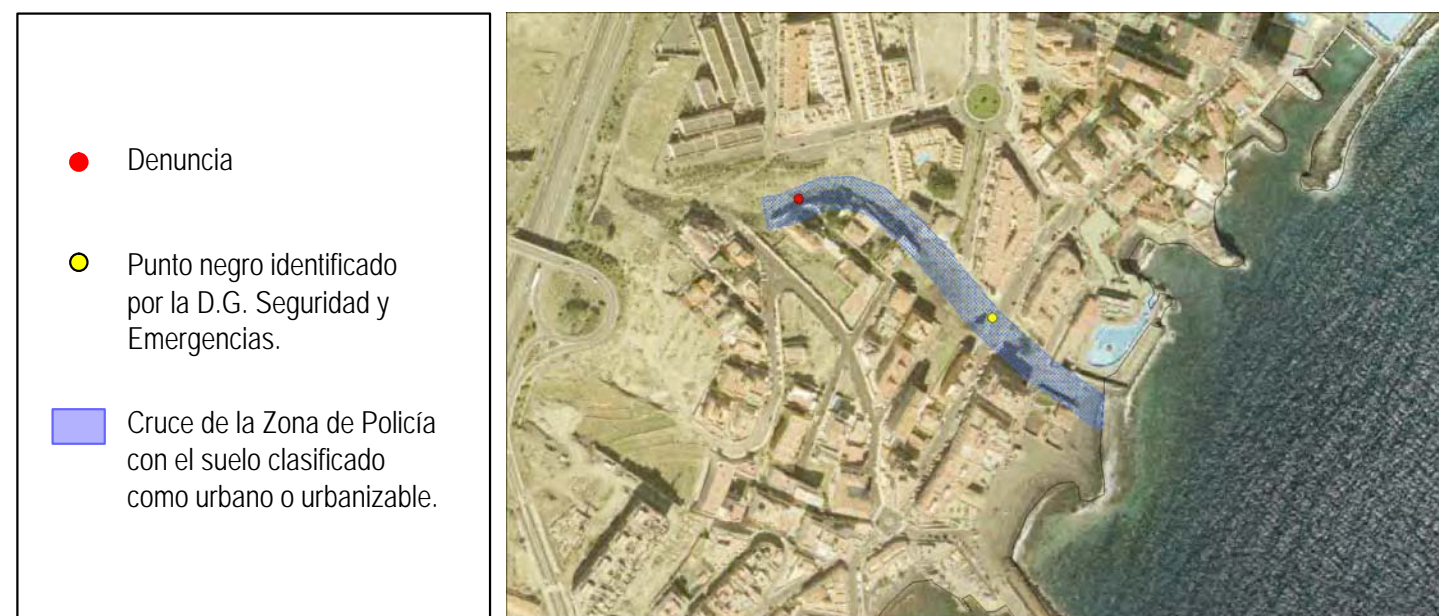 Denuncia
Punto negro identificado
por la D.G. Seguridad y
Emergencias.
Cruce de la Zona de Policía
con el suelo clasificado
como urbano o urbanizable.